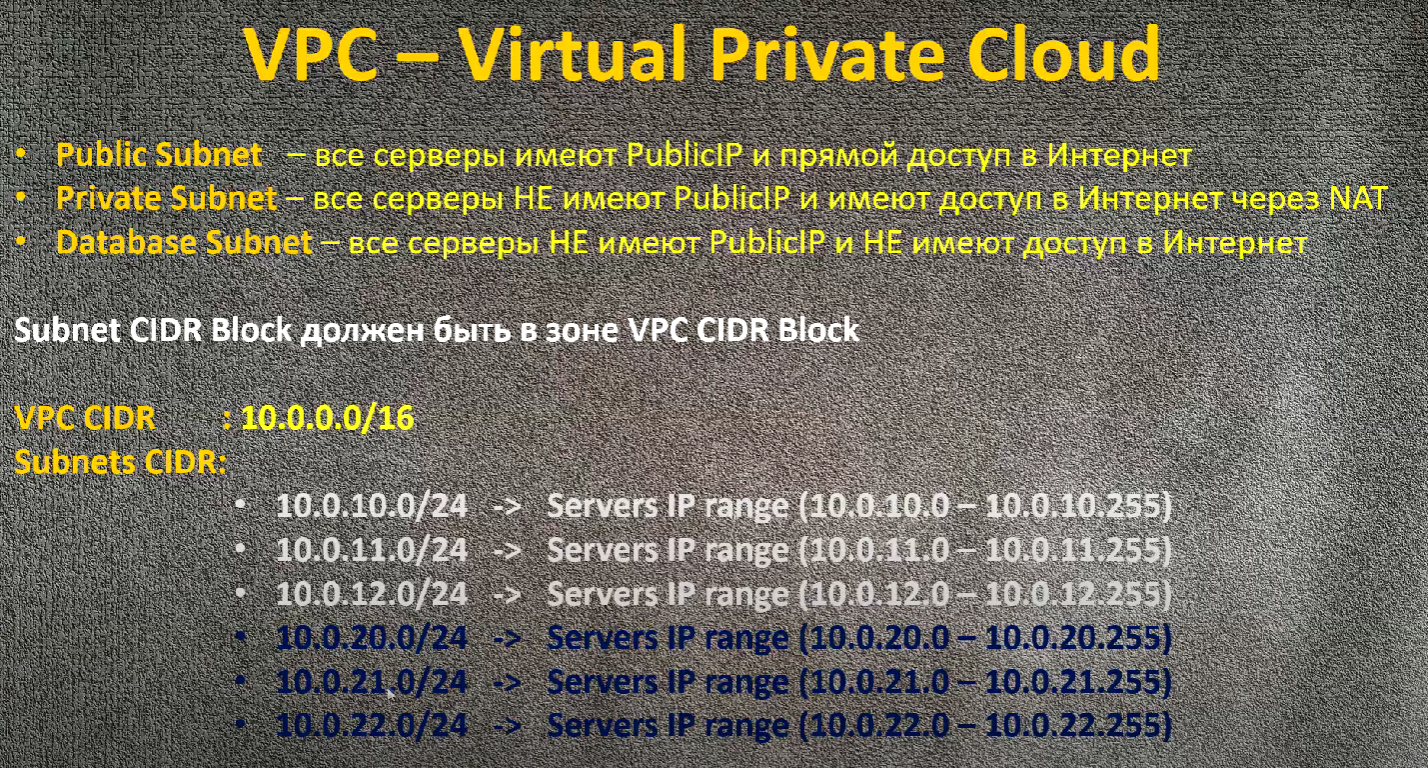 VPC – Virtual Private Cloud
• Public Subnet – все серверы имеют PublicIP и прямой доступ в Интернет
• Private Subnet – все серверы НЕ имеют PublicIP и имеют доступ в Интернет через NAT
• Database Subnet – все серверы НЕ имеют PublicIP и НЕ имеют доступ в Интернет
Subnet CIDR Block должен быть в зоне VPC CIDR Block
VPC CIDR : 10.0.0.0/16
Subnets CIDR:
• 10.0.10.0/24 -> Servers IP range (10.0.10.0 – 10.0.10.255)
• 10.0.11.0/24 -> Servers IP range (10.0.11.0 – 10.0.11.255)
• 10.0.12.0/24 -> Servers IP range (10.0.12.0 – 10.0.12.255)
• 10.0.20.0/24 -> Servers IP range (10.0.20.0 – 10.0.20.255)
• 10.0.21.0/24 -> Servers IP range (10.0.21.0 – 10.0.21.255)
• 10.0.22.0/24 -> Servers IP range (10.0.22.0 – 10.0.22.255)